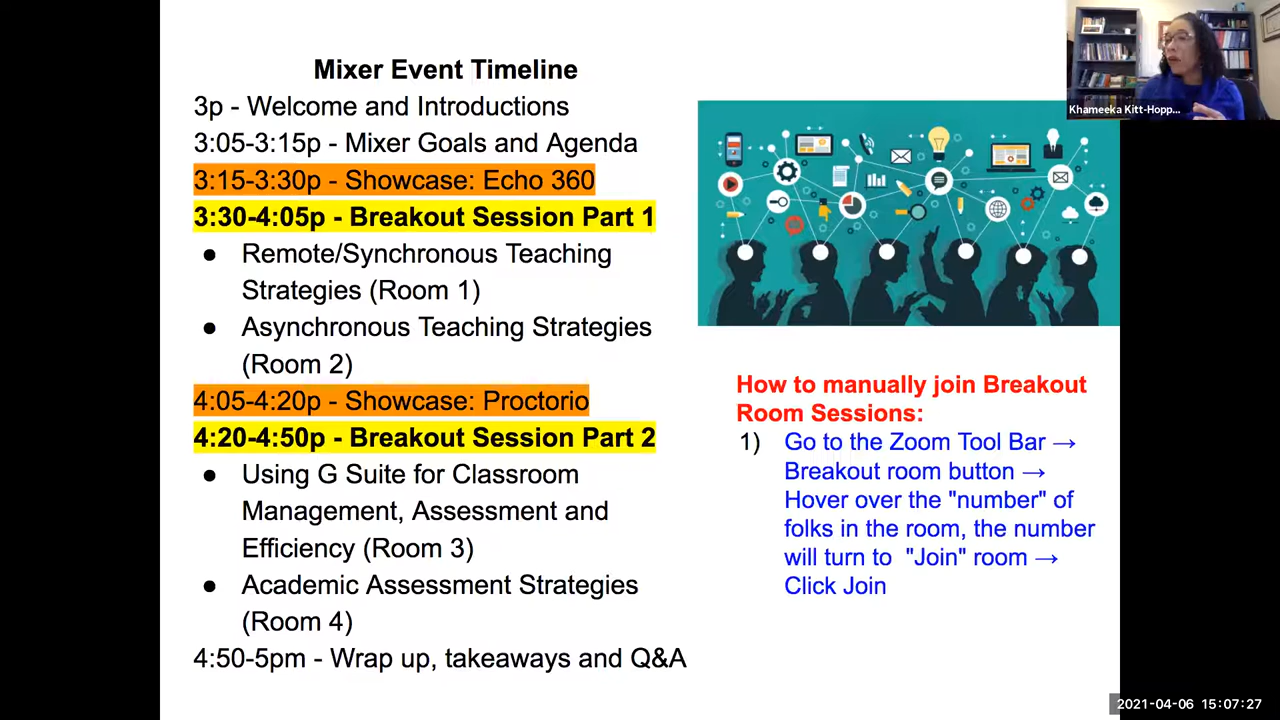 Mixer Event Timeline
3p - Welcome and Introductions
3:05-3:15p - Mixer Goals and Agenda
3:15-3:30p - Showcase: Echo 360
3:30-4:05p - Breakout Session Part 1
● Remote/Synchronous Teaching
Strategies (Room 1)
● Asynchronous Teaching Strategies
(Room 2)
4:05-4:20p - Showcase: Proctorio
4:20-4:50p - Breakout Session Part 2
● Using G Suite for Classroom
Management, Assessment and
Efficiency (Room 3)
● Academic Assessment Strategies
(Room 4)
4:50-5pm - Wrap up, takeaways and Q&A
Khameeka Kitt-Hopp...
How to manually join Breakout
Room Sessions:
1) Go to the Zoom Tool Bar →
Breakout room button →
Hover over the "number" of
folks in the room, the number
will turn to "Join" room →
Click Join
2021-04-06 15:07:27